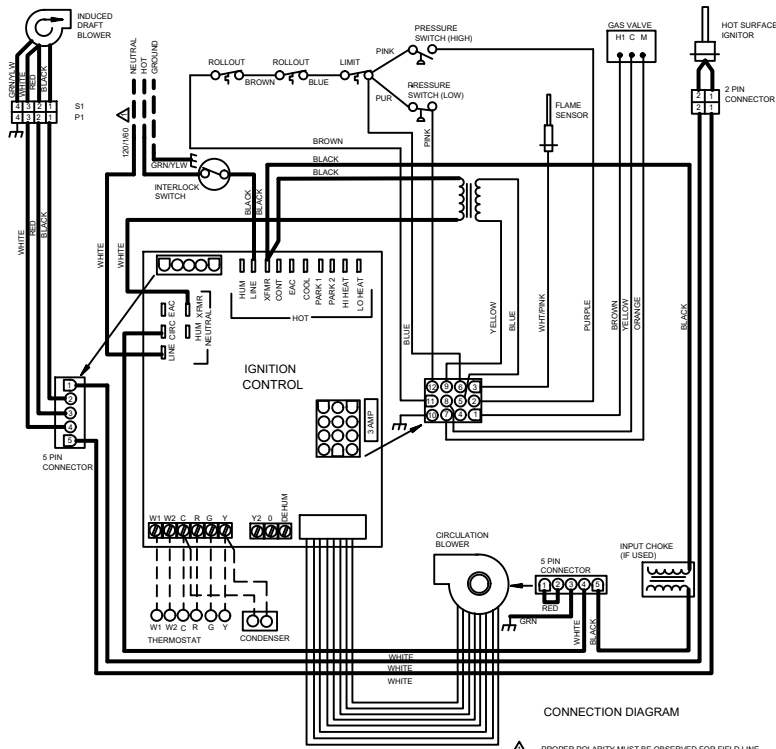 INDUCED
DRAFT
BLOWER
GRN/YLW
WHITE
RED
BLACK
4 3 2 1
S1
4 3 2 1
P1
NEUTRAL
HOT
GROUND
1
120/1/60
GRN/YLW
INTERLOCK
SWITCH
ROLLOUT
BROWN
ROLLOUT
BLUE
LIMIT
PINK
PRESSURE
SWITCH (HIGH)
PUR
PRESSURE
SWITCH (LOW)
PINK
GAS VALVE
H1 C M
HOT SURFACE
IGNITOR
2 1
2 1
2 PIN
CONNECTOR
FLAME
SENSOR
BROWN
BLACK
BLACK
BLACK
BLACK
WHITE
RED
BLACK
WHITE
WHITE
YELLOW
BLUE
BLUE
WHT/PINK
PURPLE
BROWN
YELLOW
ORANGE
BLACK
HUM
LINE
XFMR
CONT
EAC
COOL
PARK 1
PARK 2
HI HEAT
LO HEAT
HOT
EAC
XFMR
CIRC
HUM
LINE
NEUTRAL
IGNITION
CONTROL
3 AMP
12 9 6 3
11 8 5 2
10 7 4 1
1
2
3
4
5
5 PIN
CONNECTOR
W1 W2 C R G Y
Y2 0 DEHUM
W1 W2 C R G Y
THERMOSTAT
CONDENSER
CIRCULATION
BLOWER
5 PIN
CONNECTOR
1 2 3 4 5
RED
GRN
WHITE
BLACK
INPUT CHOKE
(IF USED)
WHITE
WHITE
WHITE
CONNECTION DIAGRAM
PROPER POLARITY MUST BE OBSERVED FOR FIELD LINE